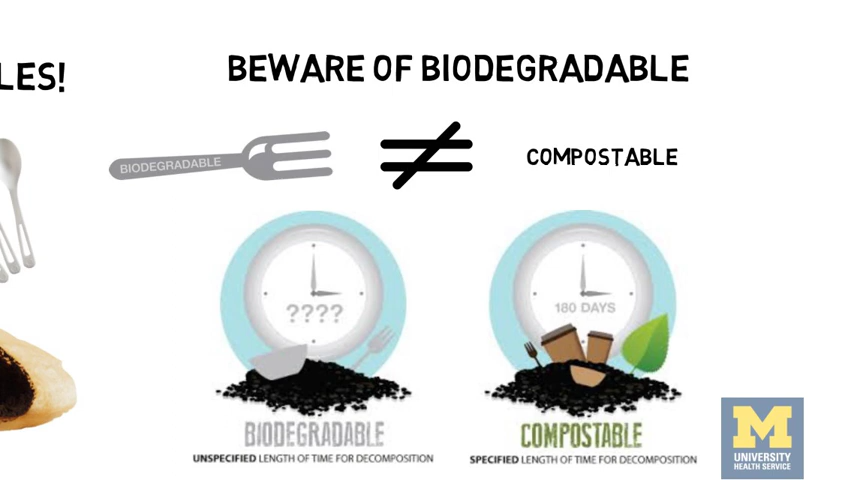 LES!
BEWARE OF BIODEGRADABLE
BIODEGRADABLE
COMPOSTABLE
????
180 DAYS
BIODEGRADABLE
COMPOSTABLE
UNSPECIFIED LENGTH OF TIME FOR DECOMPOSITION
SPECIFIED LENGTH OF TIME FOR DECOMPOSITION
M
UNIVERSITY
HEALTH SERVICE